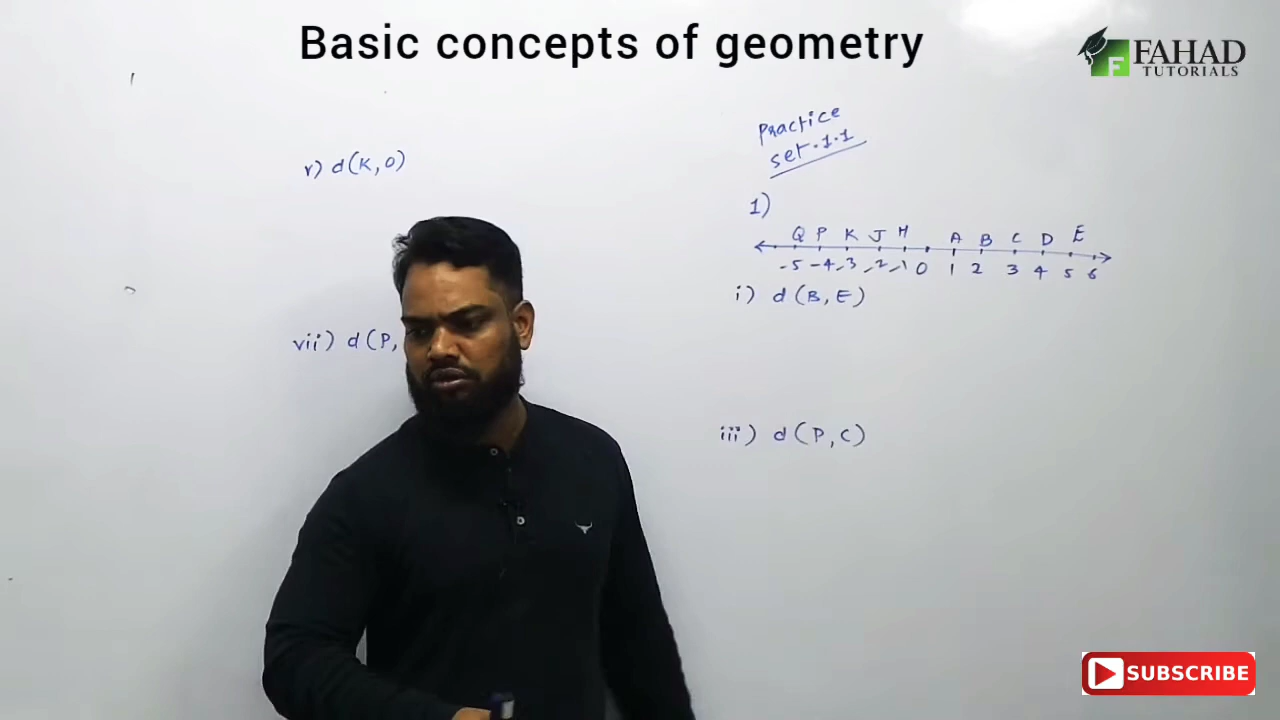 Basic concepts of geometry
FAHAD
TUTORIALS
Practice
set.1.1
v) d(K,O)
1)
Q P K J H A B C D E
-5 -4 -3 -2 -1 0 1 2 3 4 5 6
i) d(B, E)
vii) d(P,
iii) d(P,C)
SUBSCRIBE